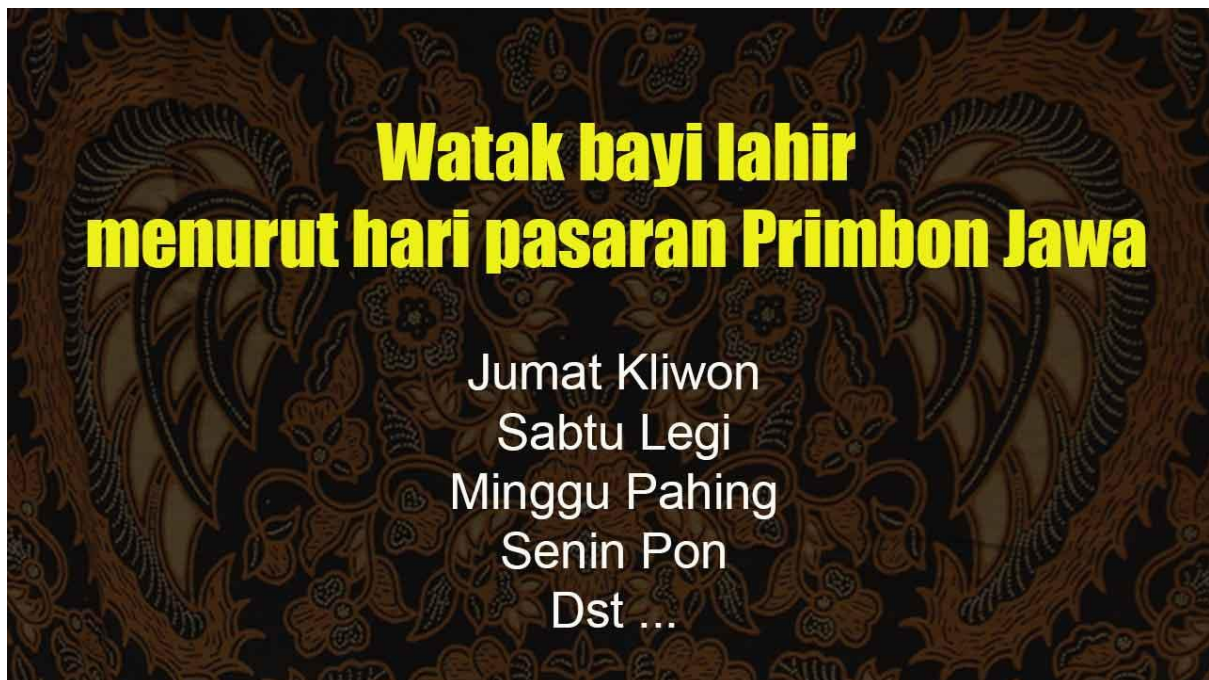 Watak bayi lahir
menurut hari pasaran Primbon Jawa
Jumat Kliwon
Sabtu Legi
Minggu Pahing
Senin Pon
Dst ...